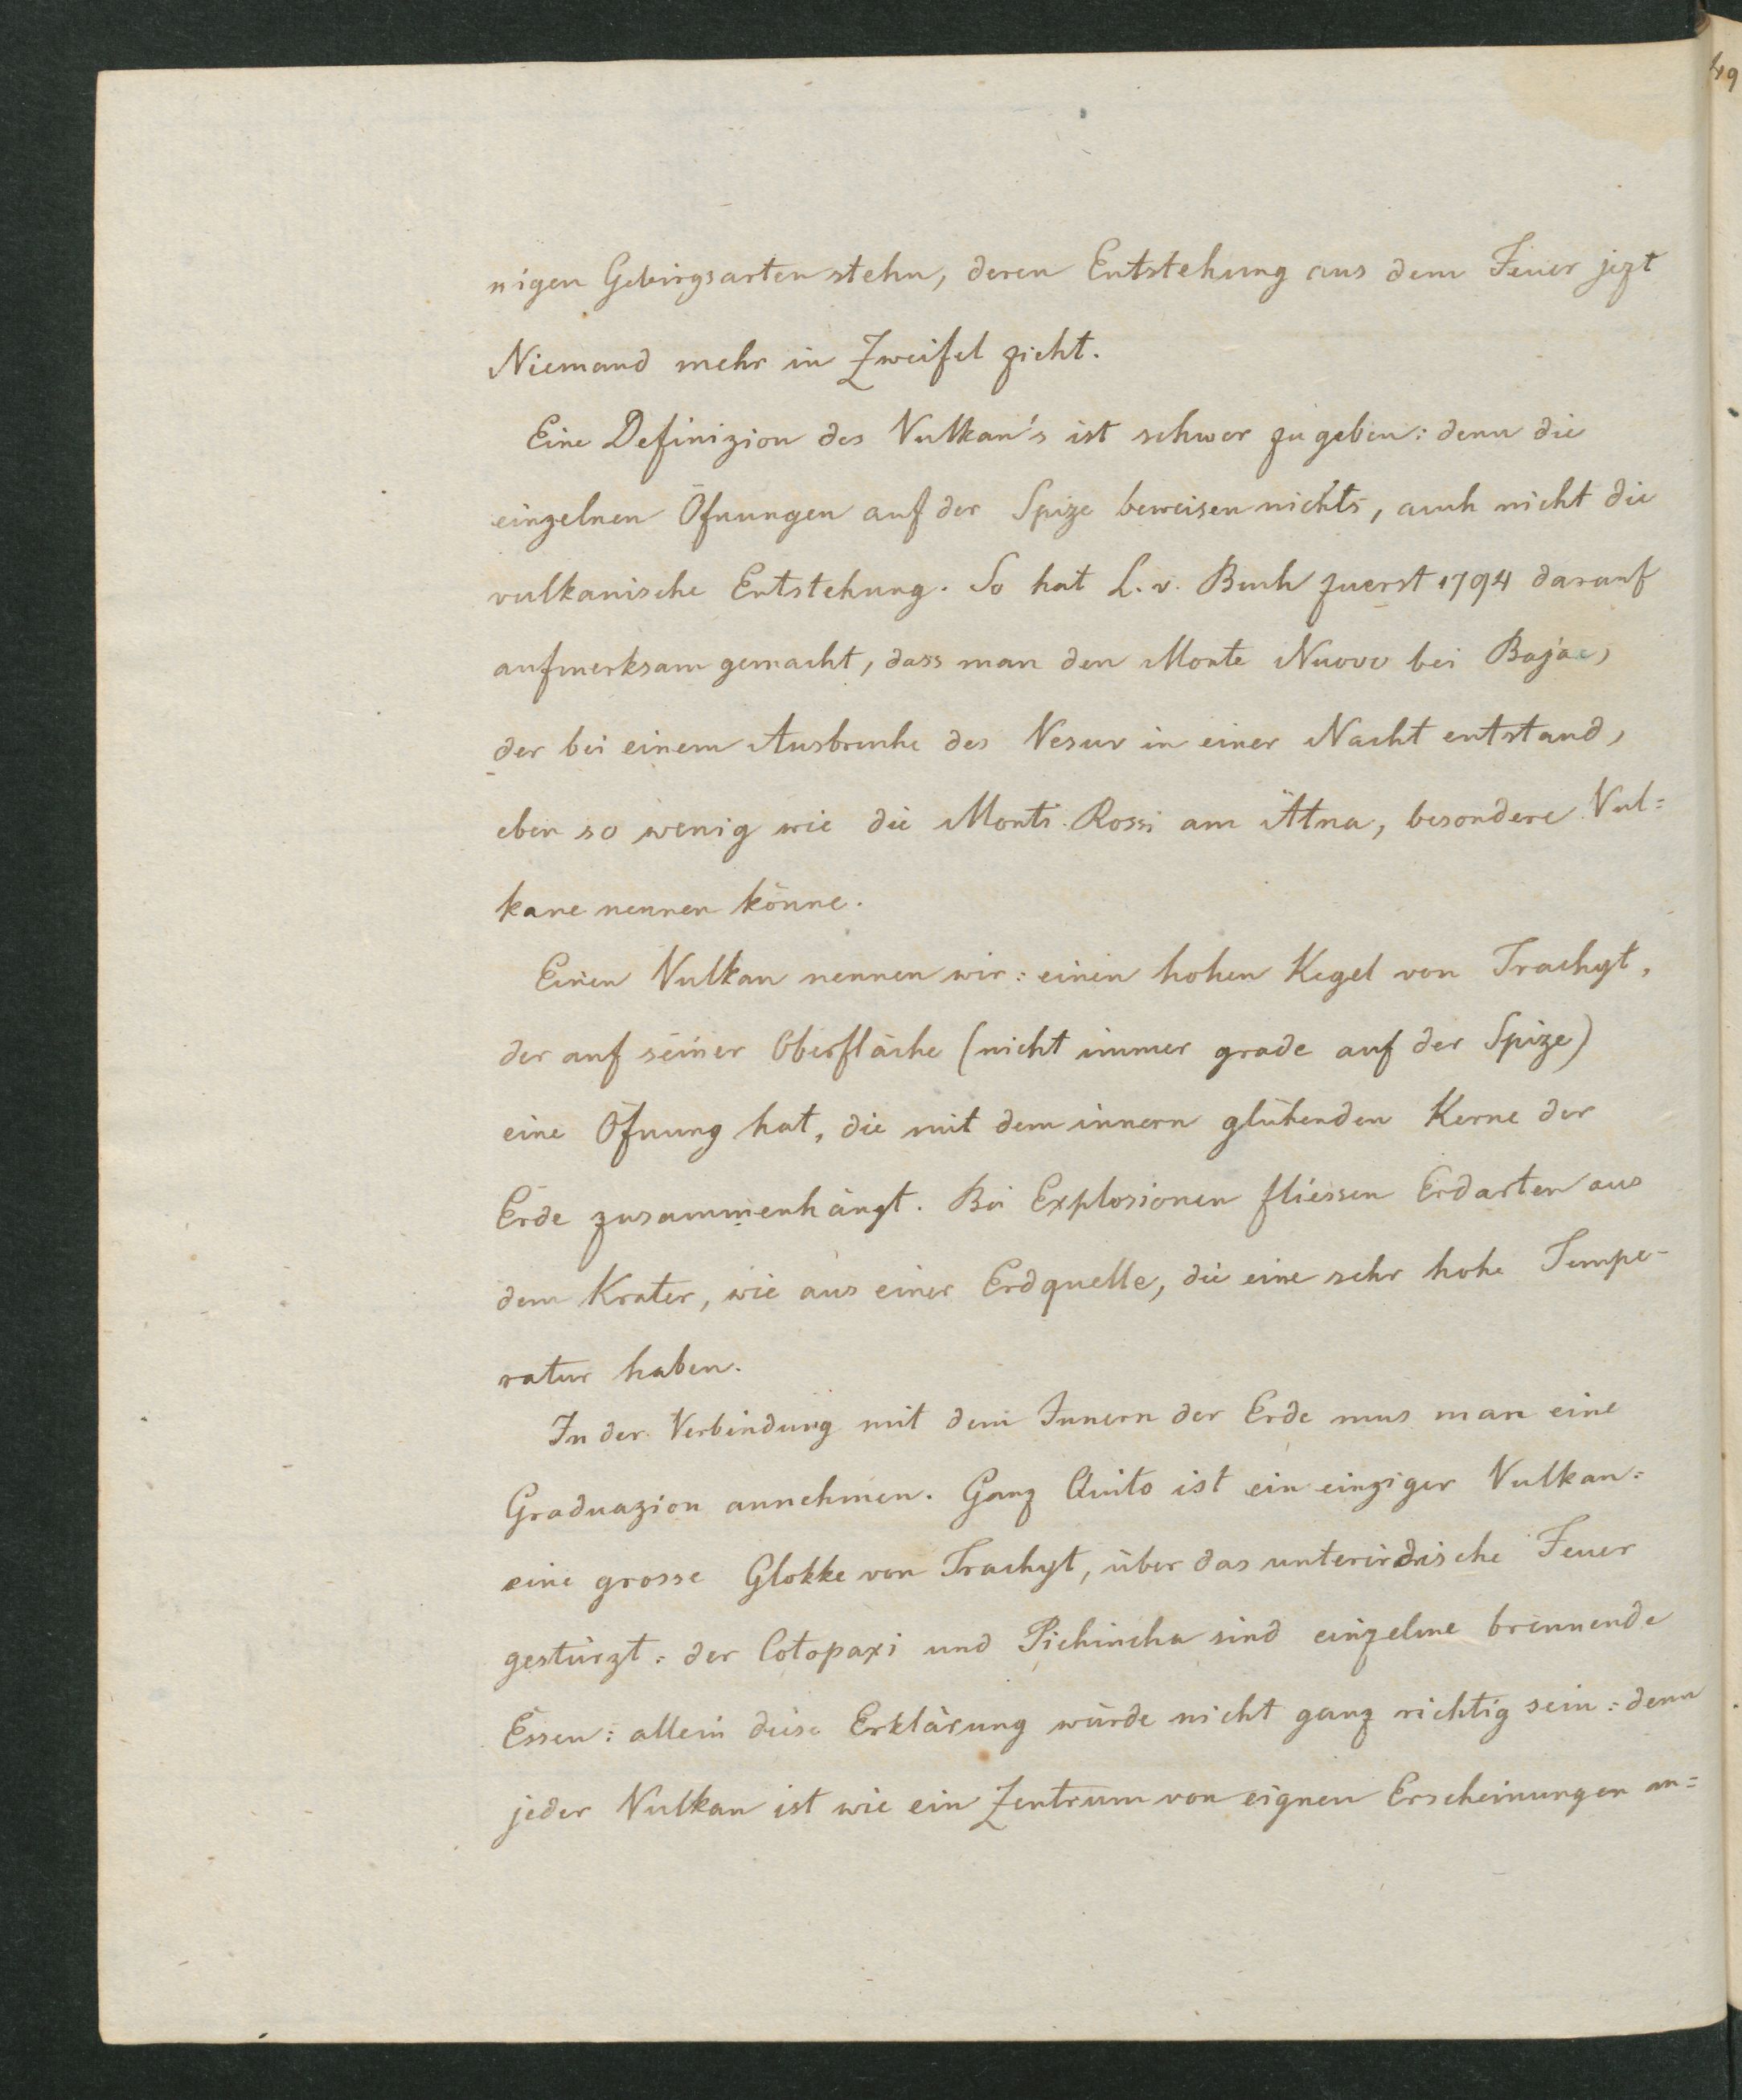 nigen Gebirgsarten stehn, deren Entstehung aus dem Feuer jezt
Niemand mehr in Zweifel zieht.
Eine Definizion des Vulkan's ist schwer zu geben: denn die
einzelnen Öfnungen auf der Spize beweisen nichts, auch nicht die
vulkanische Entstehung. So hat L. v. Buch zuerst 1794 darauf
aufmerksam gemacht, dass man den Monte Nuovo bei Bajae,
der bei einem Ausbruche des Vesuv in einer Nacht entstand,
eben so wenig wie die Monti Rossi am Ätna, besondere Vul=
kane nennen könne.
Einen Vulkan nennen wir: einen hohen Kegel von Trachyt,
der auf seiner Oberfläche (nicht immer grade auf der Spize)
eine Öfnung hat, die mit dem innern glühenden Kerne der
Erde zusammenhängt. Bei Explosionen fliessen Erdarten aus
dem Krater, wie aus einer Erdquelle, die eine sehr hohe Tempe-
ratur haben.
In der Verbindung mit dem Innern der Erde mus man eine
Graduazion annehmen. Ganz Quito ist ein einziger Vulkan:
eine grosse Glokke von Trachyt, über das unterirdische Feuer
gestürzt: der Cotopaxi und Pichincha sind einzelne brennende
Essen: allein diese Erklärung würde nicht ganz richtig sein: denn
jeder Vulkan ist wie ein Zentrum von eignen Erscheinungen an=
49